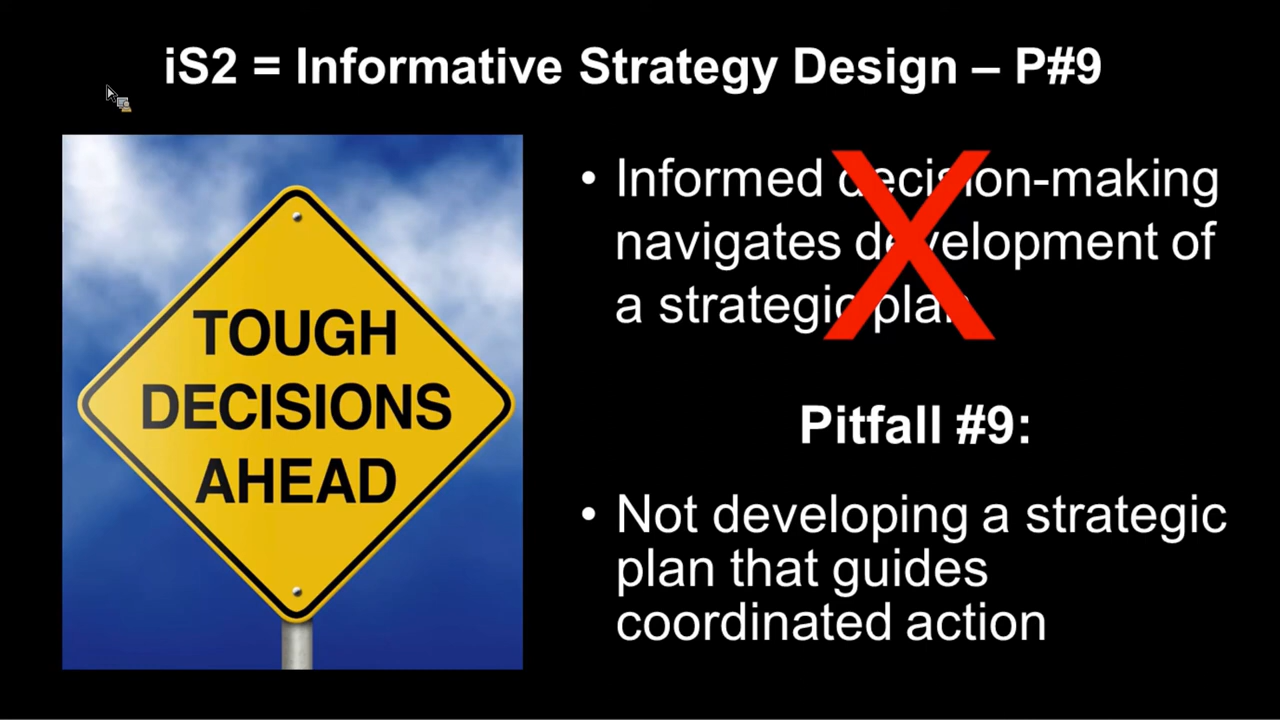 iS2 = Informative Strategy Design – P#9
TOUGH
DECISIONS
AHEAD
• Informed decision-making
navigates development of
a strategic plan
X
Pitfall #9:
• Not developing a strategic
plan that guides
coordinated action